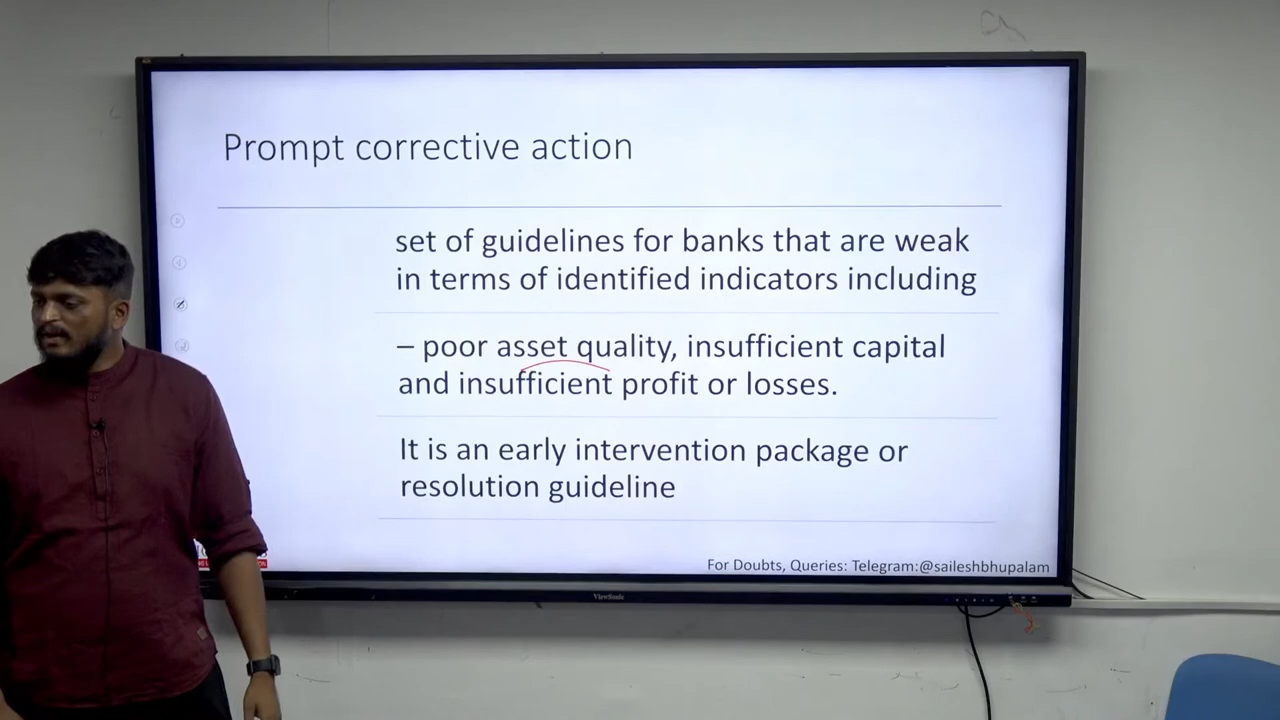 Prompt corrective action
set of guidelines for banks that are weak
in terms of identified indicators including
– poor asset quality, insufficient capital
and insufficient profit or losses.
It is an early intervention package or
resolution guideline
For Doubts, Queries: Telegram:@saileshbhupalam
ViewSonic